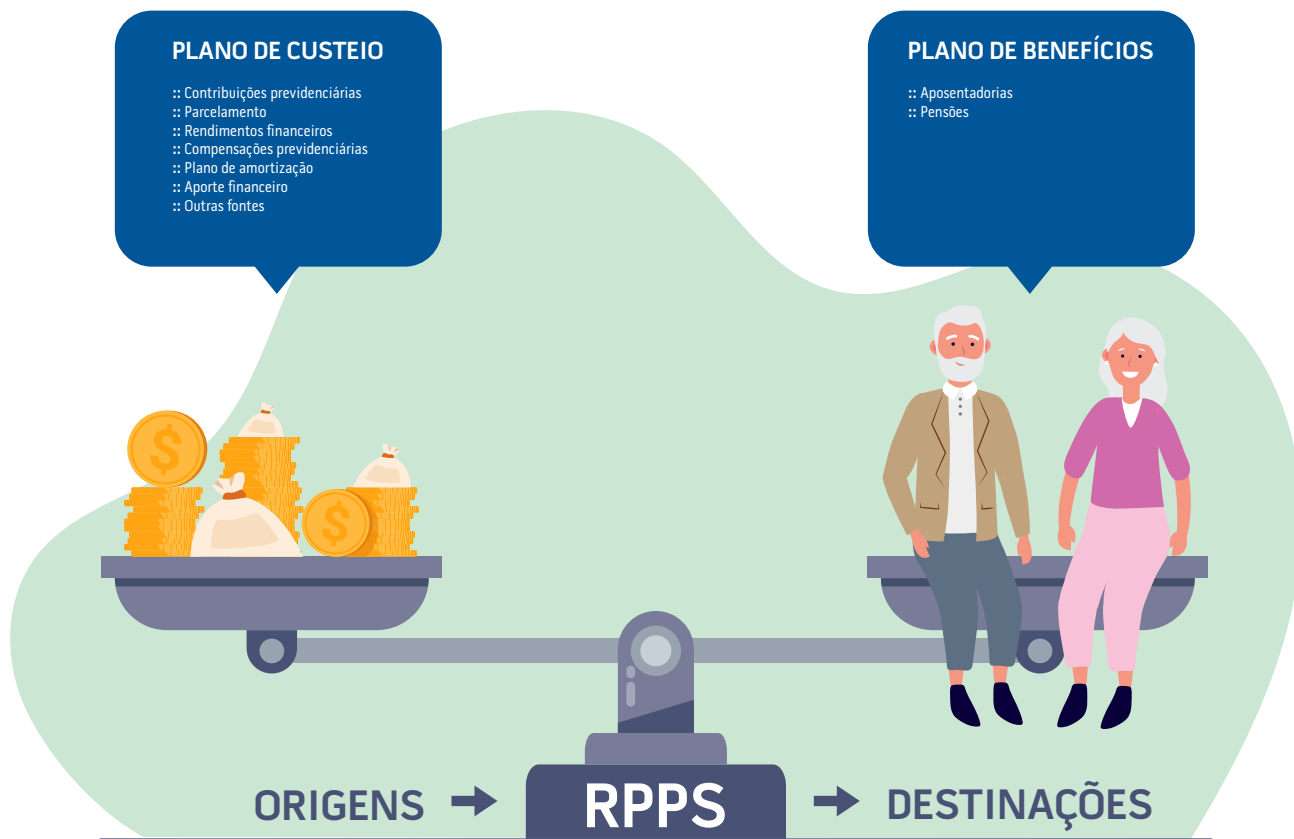 PLANO DE CUSTEIO
:: Contribuições previdenciárias
:: Parcelamento
:: Rendimentos financeiros
:: Compensações previdenciárias
:: Plano de amortização
:: Aporte financeiro
:: Outras fontes
PLANO DE BENEFÍCIOS
:: Aposentadorias
:: Pensões
$
$
ORIGENS
RPPS
DESTINAÇÕES